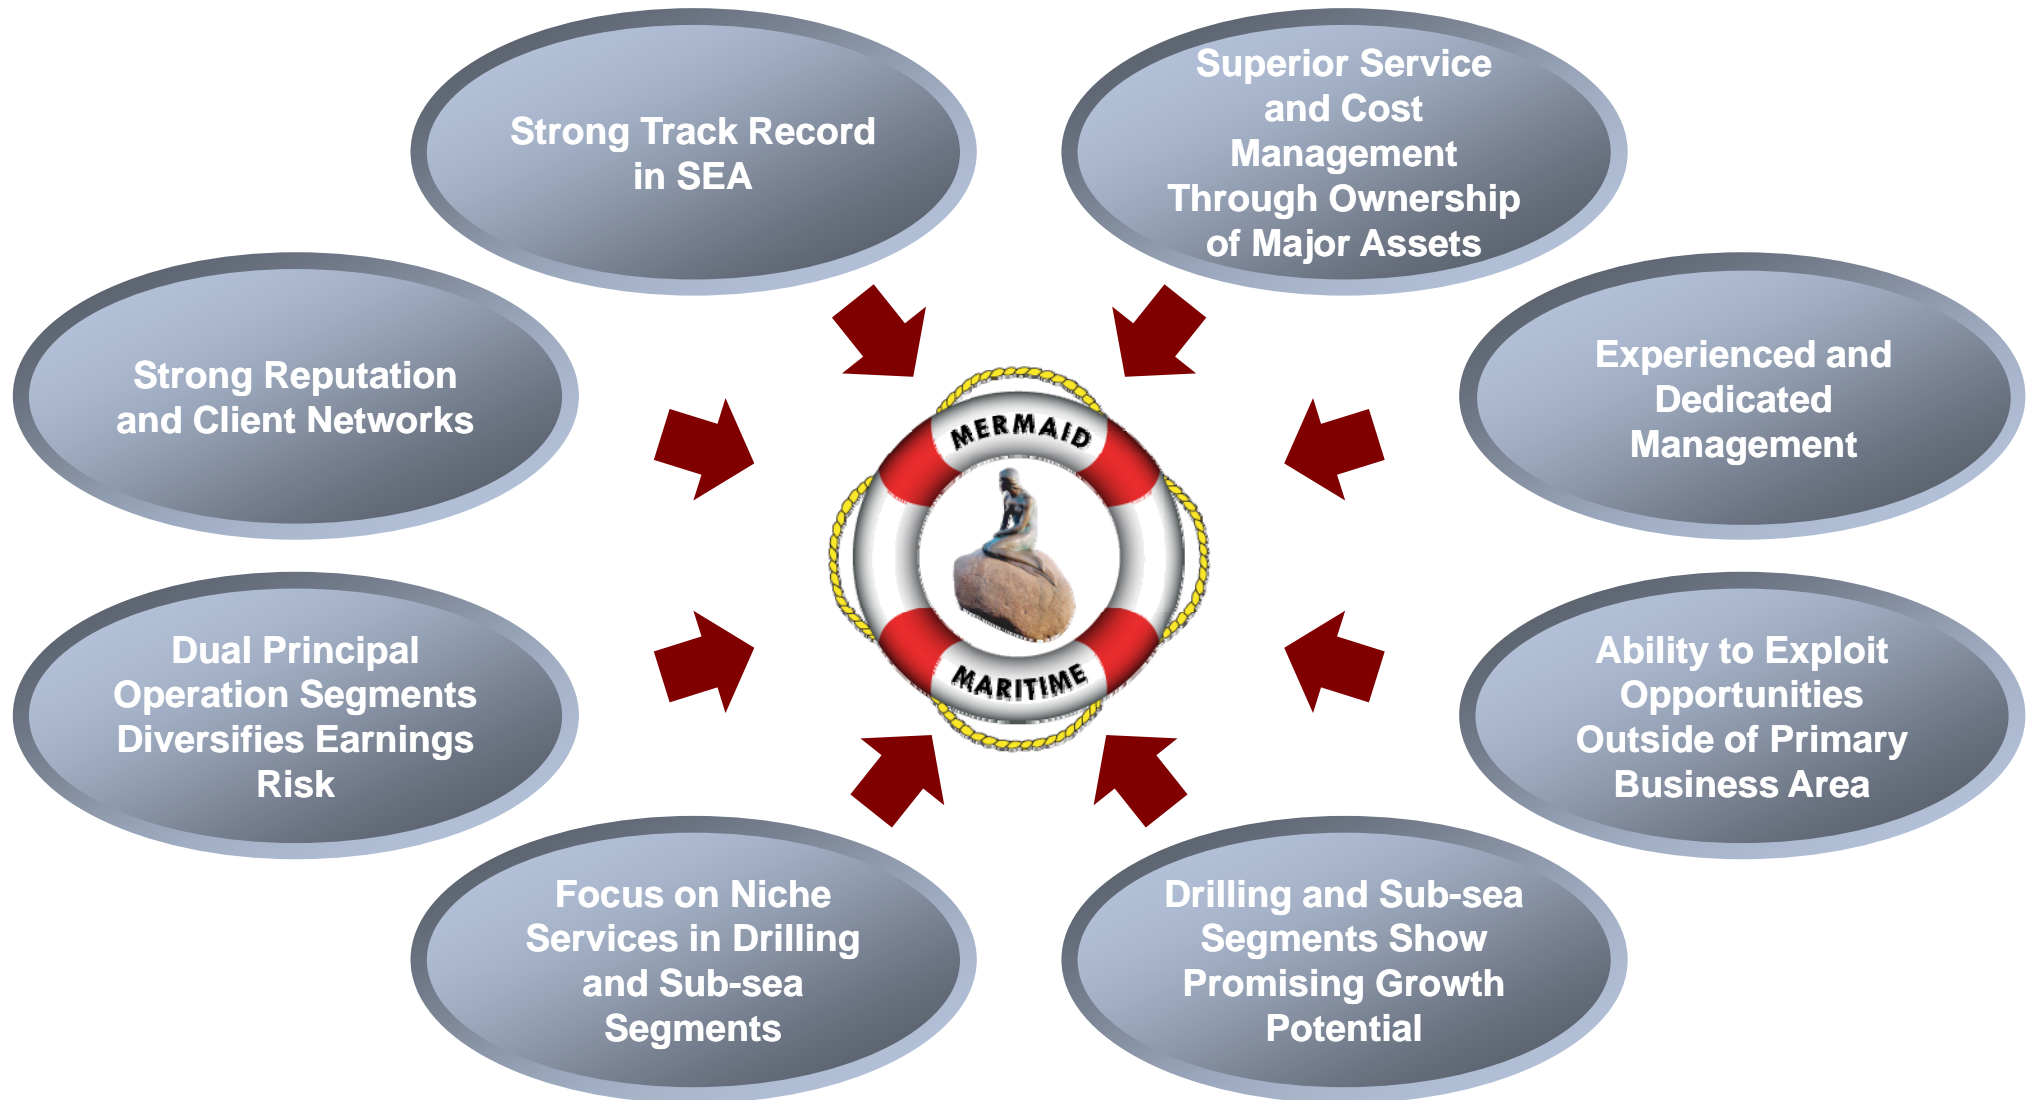 Strong Track Record
in SEA
Superior Service
and Cost
Management
Through Ownership
of Major Assets
Strong Reputation
and Client Networks
Experienced and
Dedicated
Management
MERMAID
MARITIME
Dual Principal
Operation Segments
Diversifies Earnings
Risk
Ability to Exploit
Opportunities
Outside of Primary
Business Area
Focus on Niche
Services in Drilling
and Sub-sea
Segments
Drilling and Sub-sea
Segments Show
Promising Growth
Potential